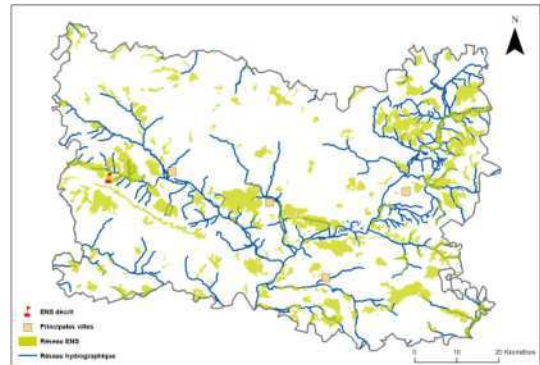 N
ENS décrit
Principales villes
Réseau ENS
Réseau hydrographique
0 10 20 Kilomètres